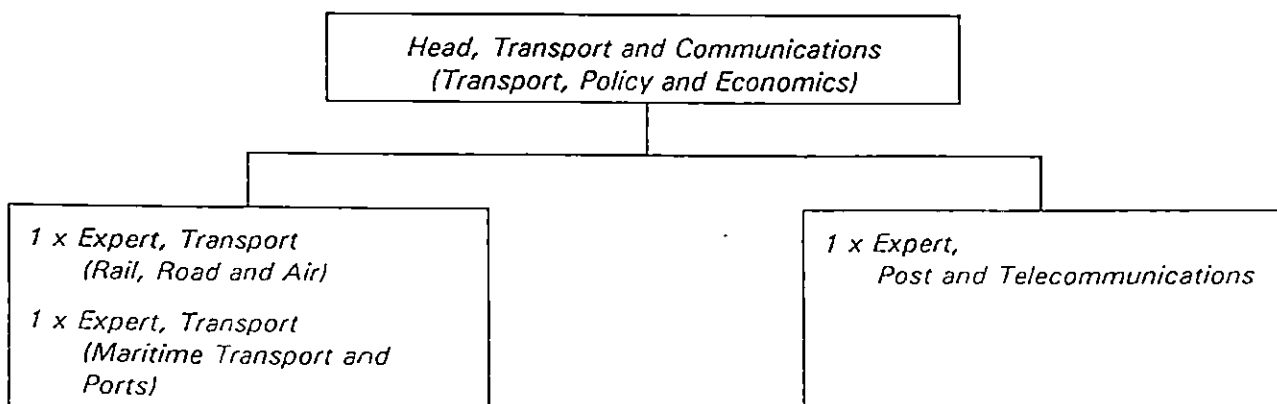 Head, Transport and Communications
(Transport, Policy and Economics)
1 x Expert, Transport
(Rail, Road and Air)
1 x Expert, Transport
(Maritime Transport and
Ports)
1 x Expert,
Post and Telecommunications